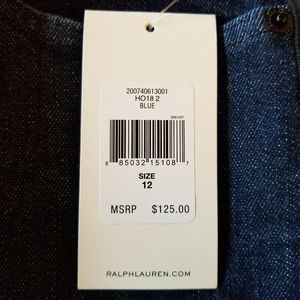 200740613001
HO18 2
BLUE
8 85032 15108 7
SIZE
12
MSRP $125.00
RALPHLAUREN.COM